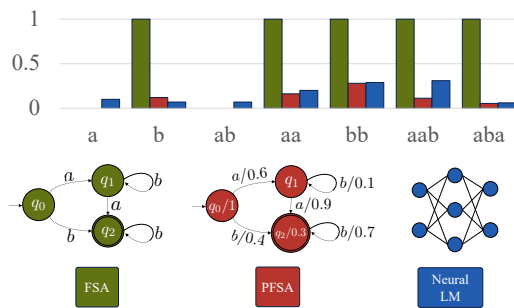 1
0.5
0
a b ab aa bb aab aba
a q₁ b
q₀ a
b q₂ b
a/0.6 q₁ b/0.1
q₀/1 a/0.9
b/0.4 q₂/0.3 b/0.7
FSA PFSA Neural
LM